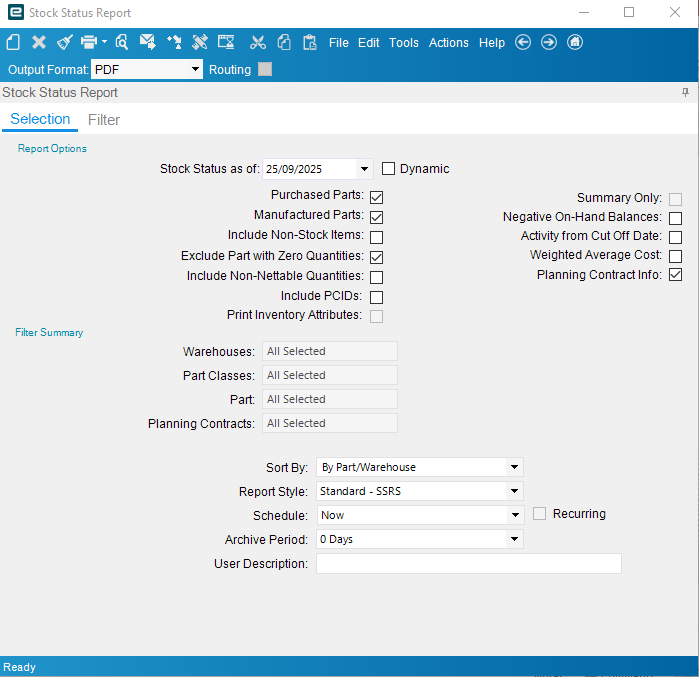 Stock Status Report
File Edit Tools Actions Help
Output Format: PDF Routing
Stock Status Report
Selection Filter
Report Options
Stock Status as of: 25/09/2025 Dynamic
Purchased Parts:
Manufactured Parts:
Include Non-Stock Items:
Exclude Part with Zero Quantities:
Include Non-Nettable Quantities:
Include PCIDs:
Print Inventory Attributes:
Summary Only:
Negative On-Hand Balances:
Activity from Cut Off Date:
Weighted Average Cost:
Planning Contract Info:
Filter Summary
Warehouses: All Selected
Part Classes: All Selected
Part: All Selected
Planning Contracts: All Selected
Sort By: By Part/Warehouse
Report Style: Standard - SSRS
Schedule: Now Recurring
Archive Period: 0 Days
User Description:
Ready